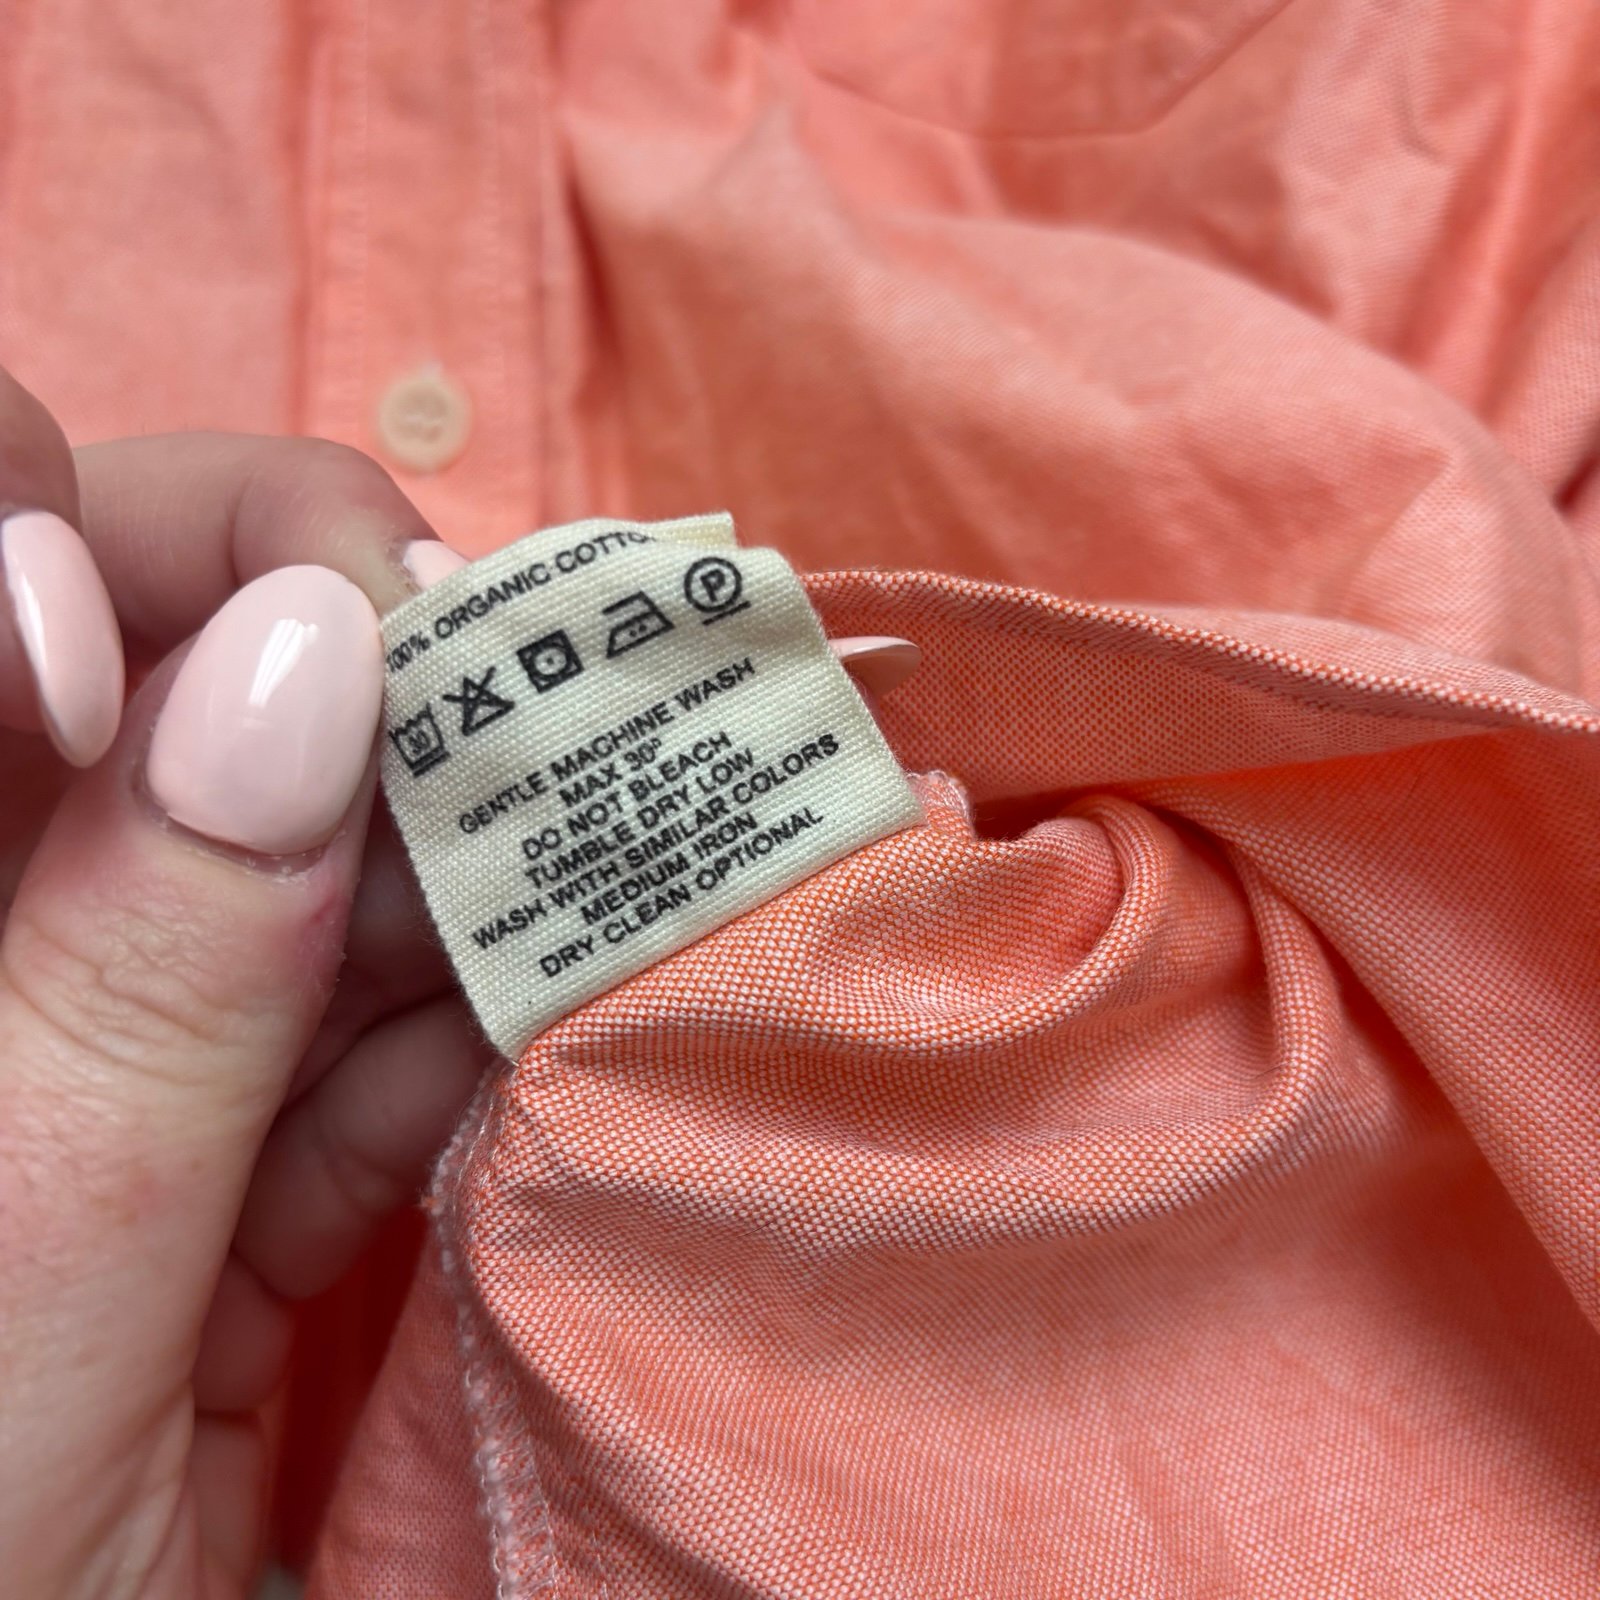 100% ORGANIC COTTO
30
P
GENTLE MACHINE WASH
MAX 30°
DO NOT BLEACH
TUMBLE DRY LOW
WASH WITH SIMILAR COLORS
MEDIUM IRON
DRY CLEAN OPTIONAL